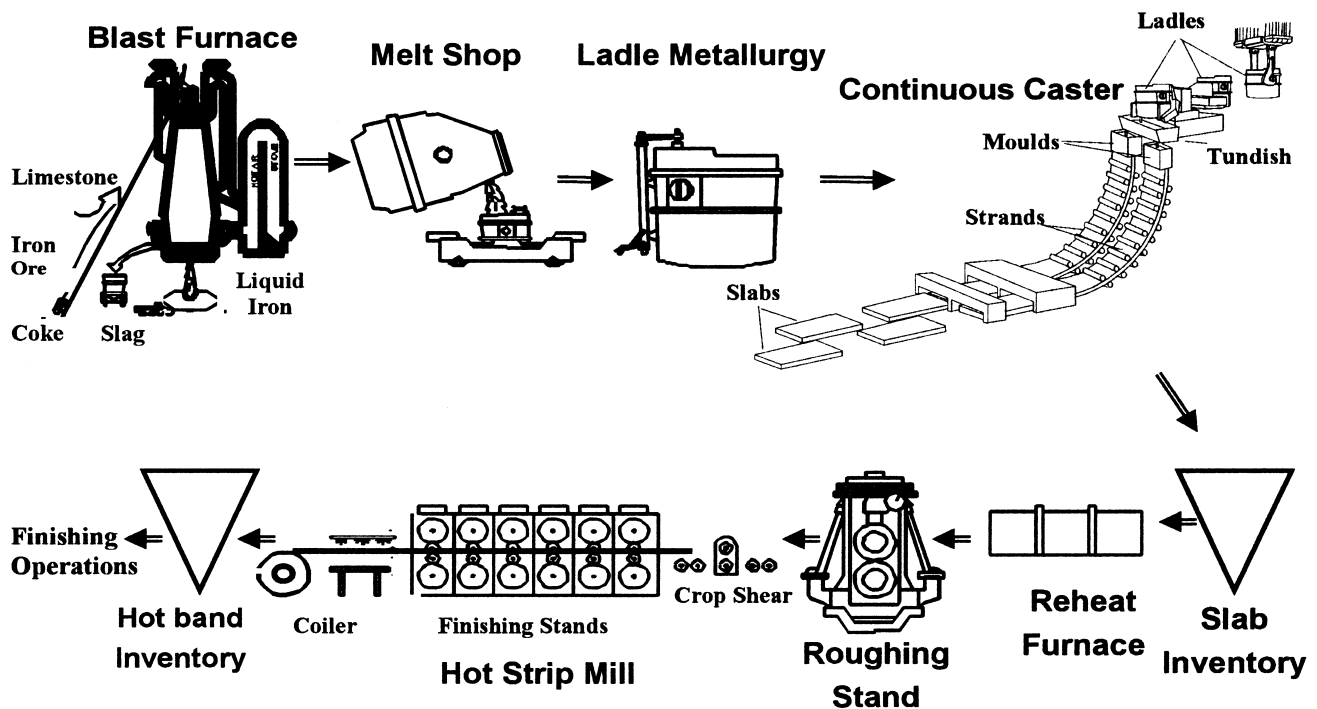 Blast Furnace
Melt Shop
Ladle Metallurgy
Continuous Caster
Ladles
Moulds
Tundish
Strands
Slabs
Limestone
Iron
Ore
Coke
Slag
Liquid
Iron
Finishing
Operations
Hot band
Inventory
Coiler
Finishing Stands
Hot Strip Mill
Crop Shear
Roughing
Stand
Reheat
Furnace
Slab
Inventory